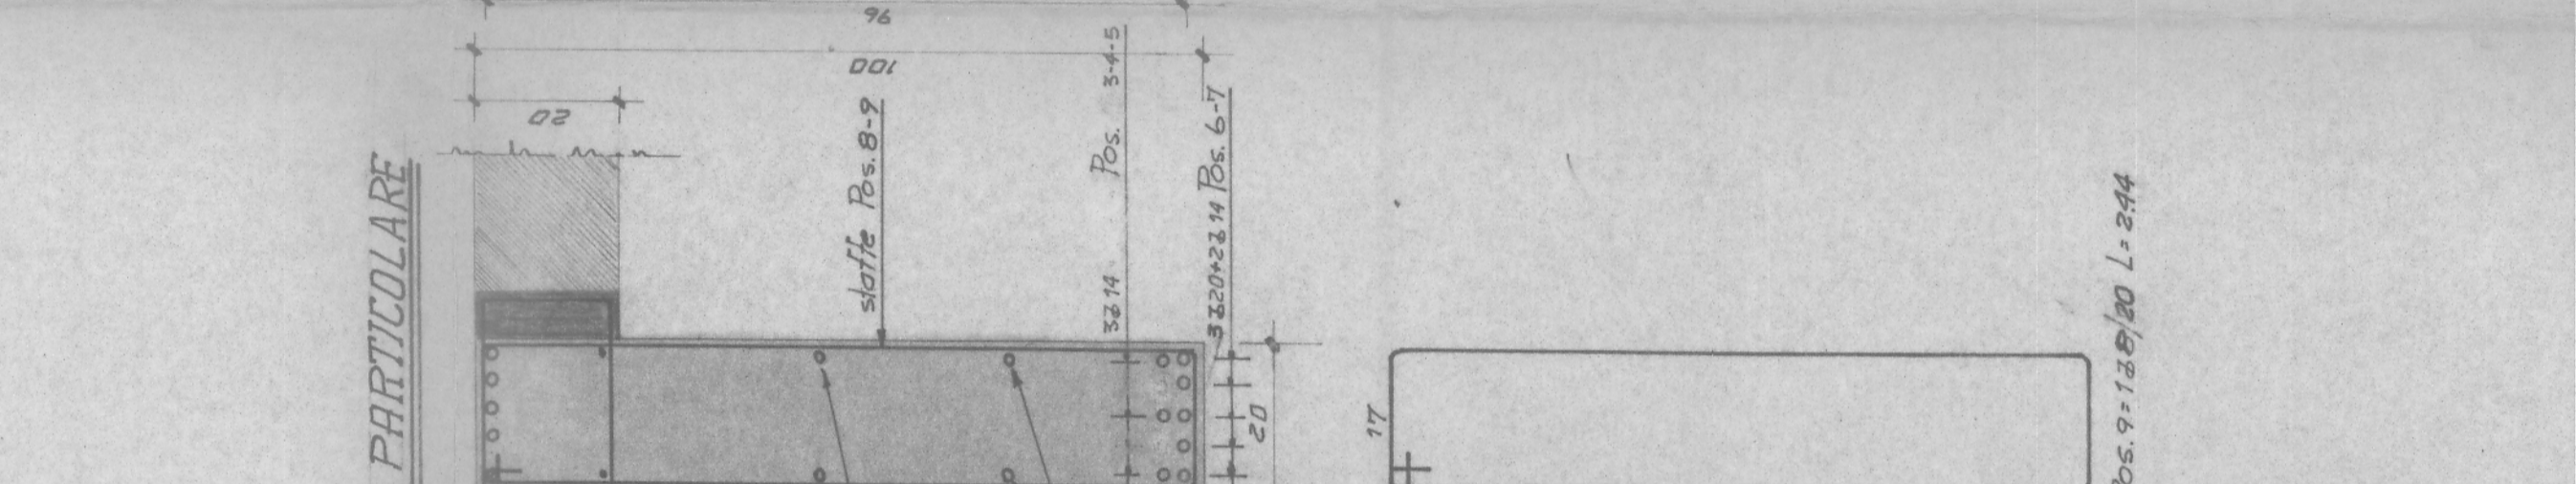 PARTICOLARE
96
100
20
staffe Pos. 8-9
3ø14 Pos. 3-4-5
3ø20+2ø14 Pos. 6-7
20
17
Pos. 9=1ø8/20 L=2.44